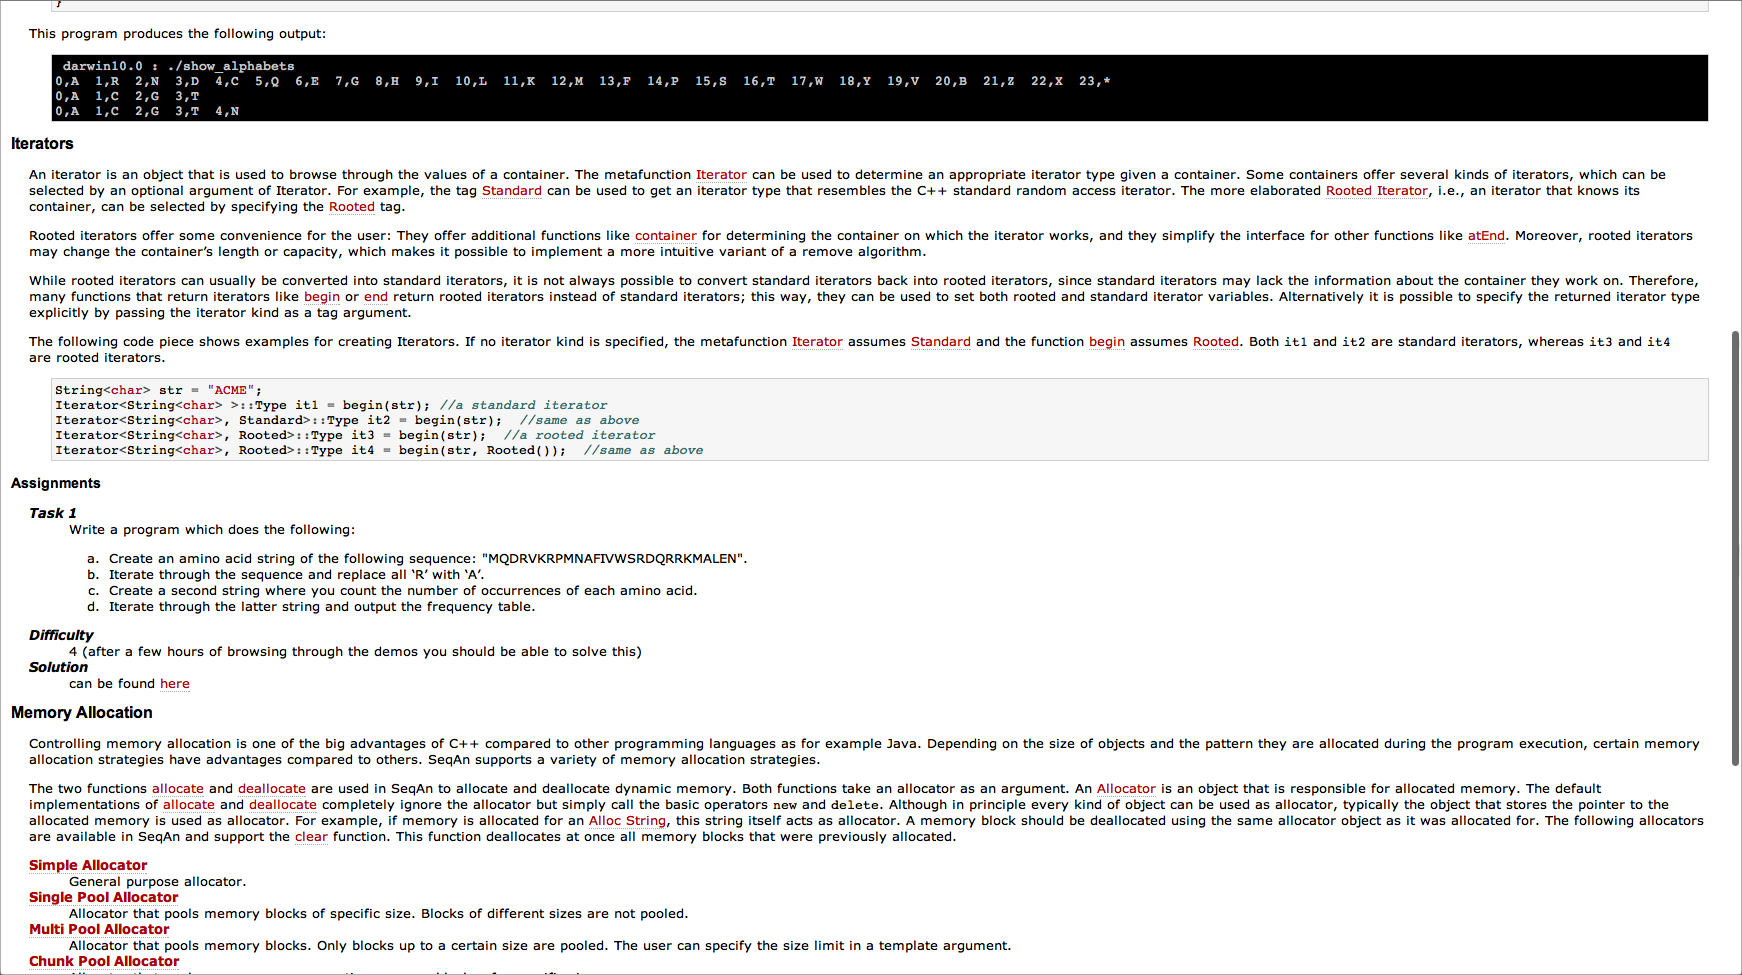 }
This program produces the following output:
darwin10.0 : ./show_alphabets
0,A  1,R  2,N  3,D  4,C  5,Q  6,E  7,G  8,H  9,I  10,L  11,K  12,M  13,F  14,P  15,S  16,T  17,W  18,Y  19,V  20,B  21,Z  22,X  23,*
0,A  1,C  2,G  3,T
0,A  1,C  2,G  3,T  4,N
Iterators
An iterator is an object that is used to browse through the values of a container. The metafunction Iterator can be used to determine an appropriate iterator type given a container. Some containers offer several kinds of iterators, which can be
selected by an optional argument of Iterator. For example, the tag Standard can be used to get an iterator type that resembles the C++ standard random access iterator. The more elaborated Rooted Iterator, i.e., an iterator that knows its
container, can be selected by specifying the Rooted tag.
Rooted iterators offer some convenience for the user: They offer additional functions like container for determining the container on which the iterator works, and they simplify the interface for other functions like atEnd. Moreover, rooted iterators
may change the container's length or capacity, which makes it possible to implement a more intuitive variant of a remove algorithm.
While rooted iterators can usually be converted into standard iterators, it is not always possible to convert standard iterators back into rooted iterators, since standard iterators may lack the information about the container they work on. Therefore,
many functions that return iterators like begin or end return rooted iterators instead of standard iterators; this way, they can be used to set both rooted and standard iterator variables. Alternatively it is possible to specify the returned iterator type
explicitly by passing the iterator kind as a tag argument.
The following code piece shows examples for creating Iterators. If no iterator kind is specified, the metafunction Iterator assumes Standard and the function begin assumes Rooted. Both it1 and it2 are standard iterators, whereas it3 and it4
are rooted iterators.
String<char> str = "ACME";
Iterator<String<char> >::Type it1 = begin(str); //a standard iterator
Iterator<String<char>, Standard>::Type it2 = begin(str);  //same as above
Iterator<String<char>, Rooted>::Type it3 = begin(str);  //a rooted iterator
Iterator<String<char>, Rooted>::Type it4 = begin(str, Rooted());  //same as above
Assignments
Task 1
Write a program which does the following:
a. Create an amino acid string of the following sequence: "MQDRVKRPMNAFIVWSRDQRRKMALEN".
b. Iterate through the sequence and replace all ‘R’ with ‘A’.
c. Create a second string where you count the number of occurrences of each amino acid.
d. Iterate through the latter string and output the frequency table.
Difficulty
4 (after a few hours of browsing through the demos you should be able to solve this)
Solution
can be found here
Memory Allocation
Controlling memory allocation is one of the big advantages of C++ compared to other programming languages as for example Java. Depending on the size of objects and the pattern they are allocated during the program execution, certain memory
allocation strategies have advantages compared to others. SeqAn supports a variety of memory allocation strategies.
The two functions allocate and deallocate are used in SeqAn to allocate and deallocate dynamic memory. Both functions take an allocator as an argument. An Allocator is an object that is responsible for allocated memory. The default
implementations of allocate and deallocate completely ignore the allocator but simply call the basic operators new and delete. Although in principle every kind of object can be used as allocator, typically the object that stores the pointer to the
allocated memory is used as allocator. For example, if memory is allocated for an Alloc String, this string itself acts as allocator. A memory block should be deallocated using the same allocator object as it was allocated for. The following allocators
are available in SeqAn and support the clear function. This function deallocates at once all memory blocks that were previously allocated.
Simple Allocator
General purpose allocator.
Single Pool Allocator
Allocator that pools memory blocks of specific size. Blocks of different sizes are not pooled.
Multi Pool Allocator
Allocator that pools memory blocks. Only blocks up to a certain size are pooled. The user can specify the size limit in a template argument.
Chunk Pool Allocator